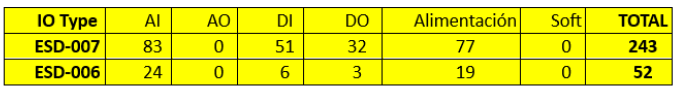 IO Type AI AO DI DO Alimentación Soft TOTAL
ESD-007 83 0 51 32 77 0 243
ESD-006 24 0 6 3 19 0 52